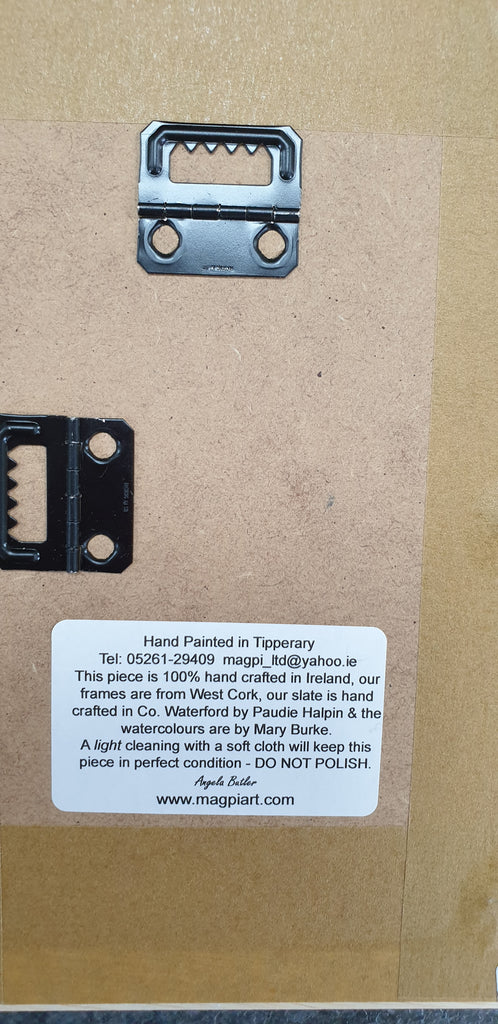 Hand Painted in Tipperary
Tel: 05261-29409 magpi_ltd@yahoo.ie
This piece is 100% hand crafted in Ireland, our
frames are from West Cork, our slate is hand
crafted in Co. Waterford by Paudie Halpin & the
watercolours are by Mary Burke.
A light cleaning with a soft cloth will keep this
piece in perfect condition - DO NOT POLISH.
Angela Butler
www.magpiart.com